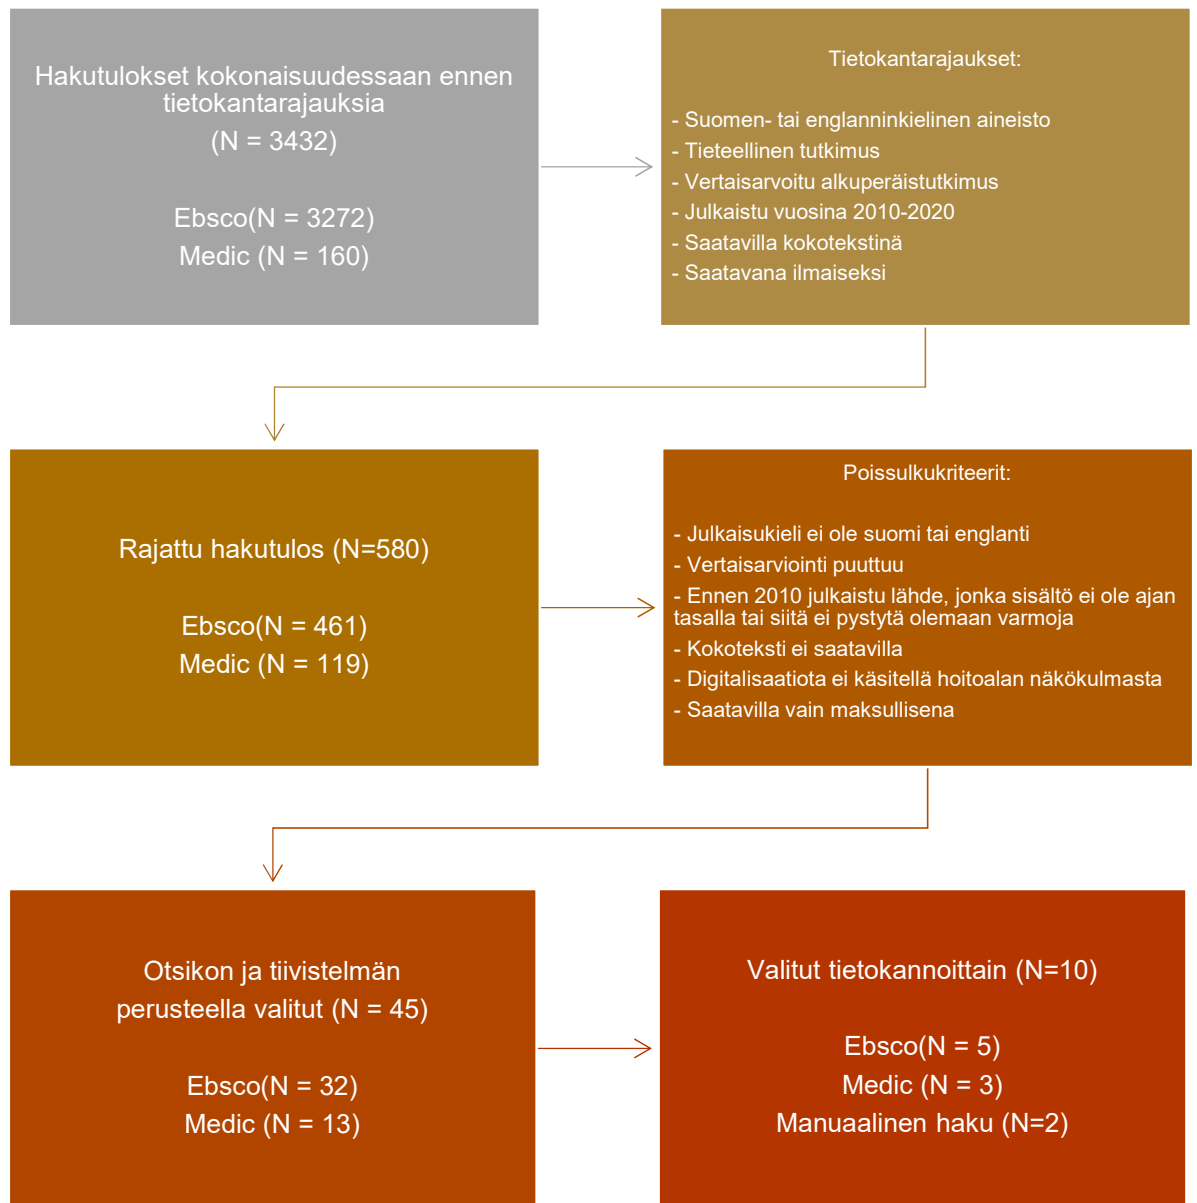 Hakutulokset kokonaisuudessaan ennen
tietokantarajauksia
(N = 3432)
Ebsco(N = 3272)
Medic (N = 160)
Tietokantarajaukset:
- Suomen- tai englanninkielinen aineisto
- Tieteellinen tutkimus
- Vertaisarvoitu alkuperäistutkimus
- Julkaistu vuosina 2010-2020
- Saatavilla kokotekstinä
- Saatavana ilmaiseksi
Rajattu hakutulos (N=580)
Ebsco(N = 461)
Medic (N = 119)
Poissulkukriteerit:
- Julkaisukieli ei ole suomi tai englanti
- Vertaisarviointi puuttuu
- Ennen 2010 julkaistu lähde, jonka sisältö ei ole ajan
tasalla tai siitä ei pystytä olemaan varmoja
- Kokoteksti ei saatavilla
- Digitalisaatiota ei käsitellä hoitoalan näkökulmasta
- Saatavilla vain maksullisena
Otsikon ja tiivistelmän
perusteella valitut (N = 45)
Ebsco(N = 32)
Medic (N = 13)
Valitut tietokannoittain (N=10)
Ebsco(N = 5)
Medic (N = 3)
Manuaalinen haku (N=2)